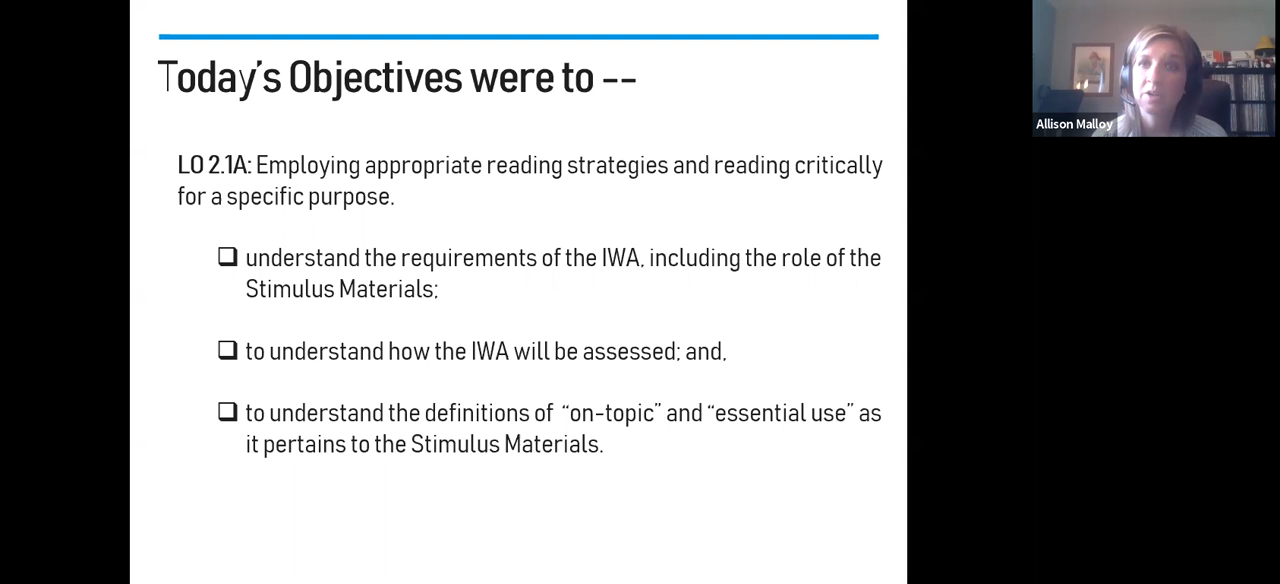 Today's Objectives were to --
LO 2.1A: Employing appropriate reading strategies and reading critically
for a specific purpose.
understand the requirements of the IWA, including the role of the
Stimulus Materials;
to understand how the IWA will be assessed; and,
to understand the definitions of “on-topic” and “essential use” as
it pertains to the Stimulus Materials.
Allison Malloy